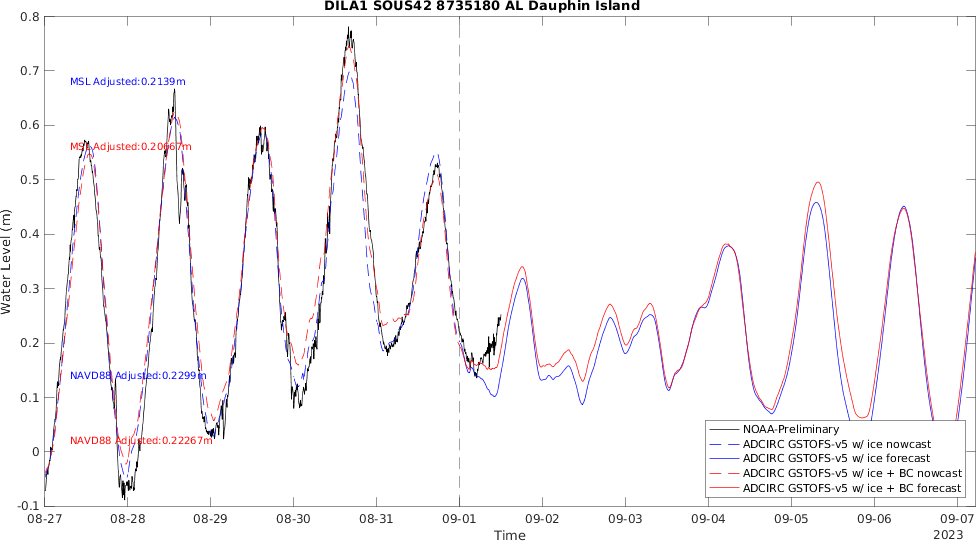 DILA1 SOUS42 8735180 AL Dauphin Island
0.8
0.7
0.6
0.5
0.4
0.3
0.2
0.1
0
-0.1
Water Level (m)
MSL Adjusted:0.2139m
MSL Adjusted:0.20667m
NAVD88 Adjusted:0.2299m
NAVD88 Adjusted:0.22267m
NOAA-Preliminary
ADCIRC GSTOFS-v5 w/ ice nowcast
ADCIRC GSTOFS-v5 w/ ice forecast
ADCIRC GSTOFS-v5 w/ ice + BC nowcast
ADCIRC GSTOFS-v5 w/ ice + BC forecast
08-27 08-28 08-29 08-30 08-31 09-01 09-02 09-03 09-04 09-05 09-06 09-07
Time
2023